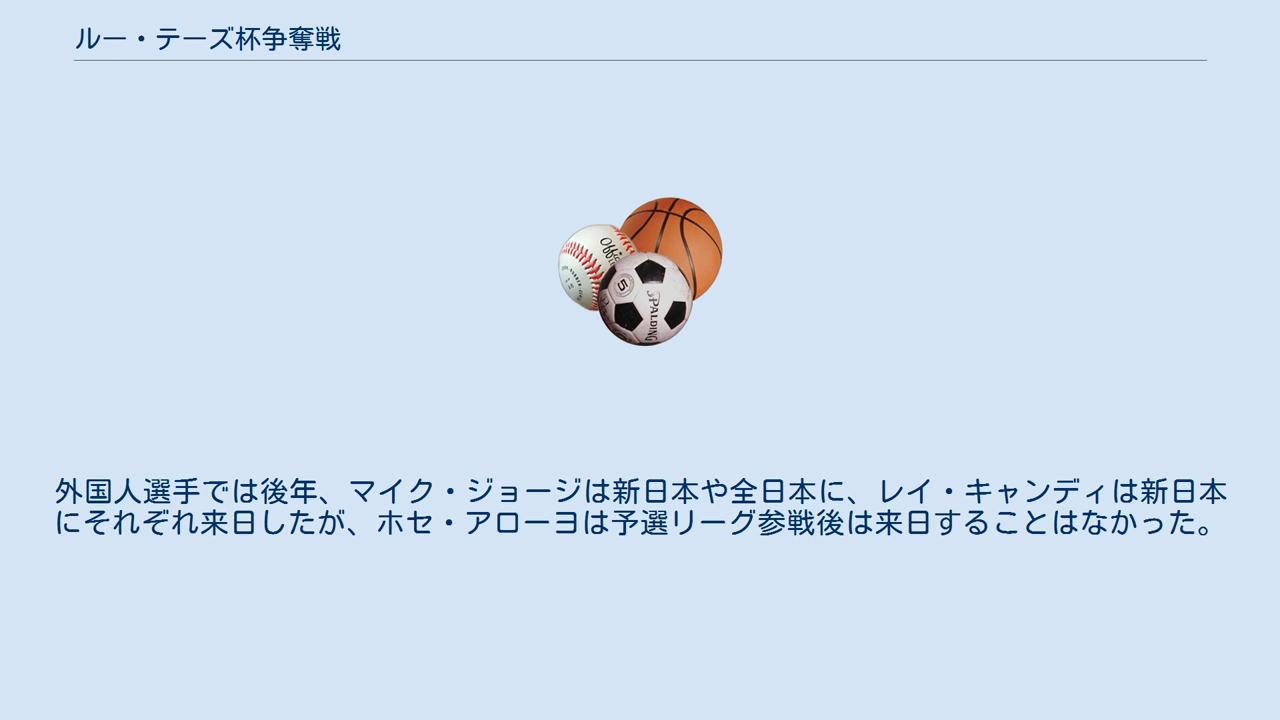 ルー・テーズ杯争奪戦
Offic
5
SPALDING
外国人選手では後年、マイク・ジョージは新日本や全日本に、レイ・キャンディは新日本
にそれぞれ来日したが、ホセ・アローヨは予選リーグ参戦後は来日することはなかった。